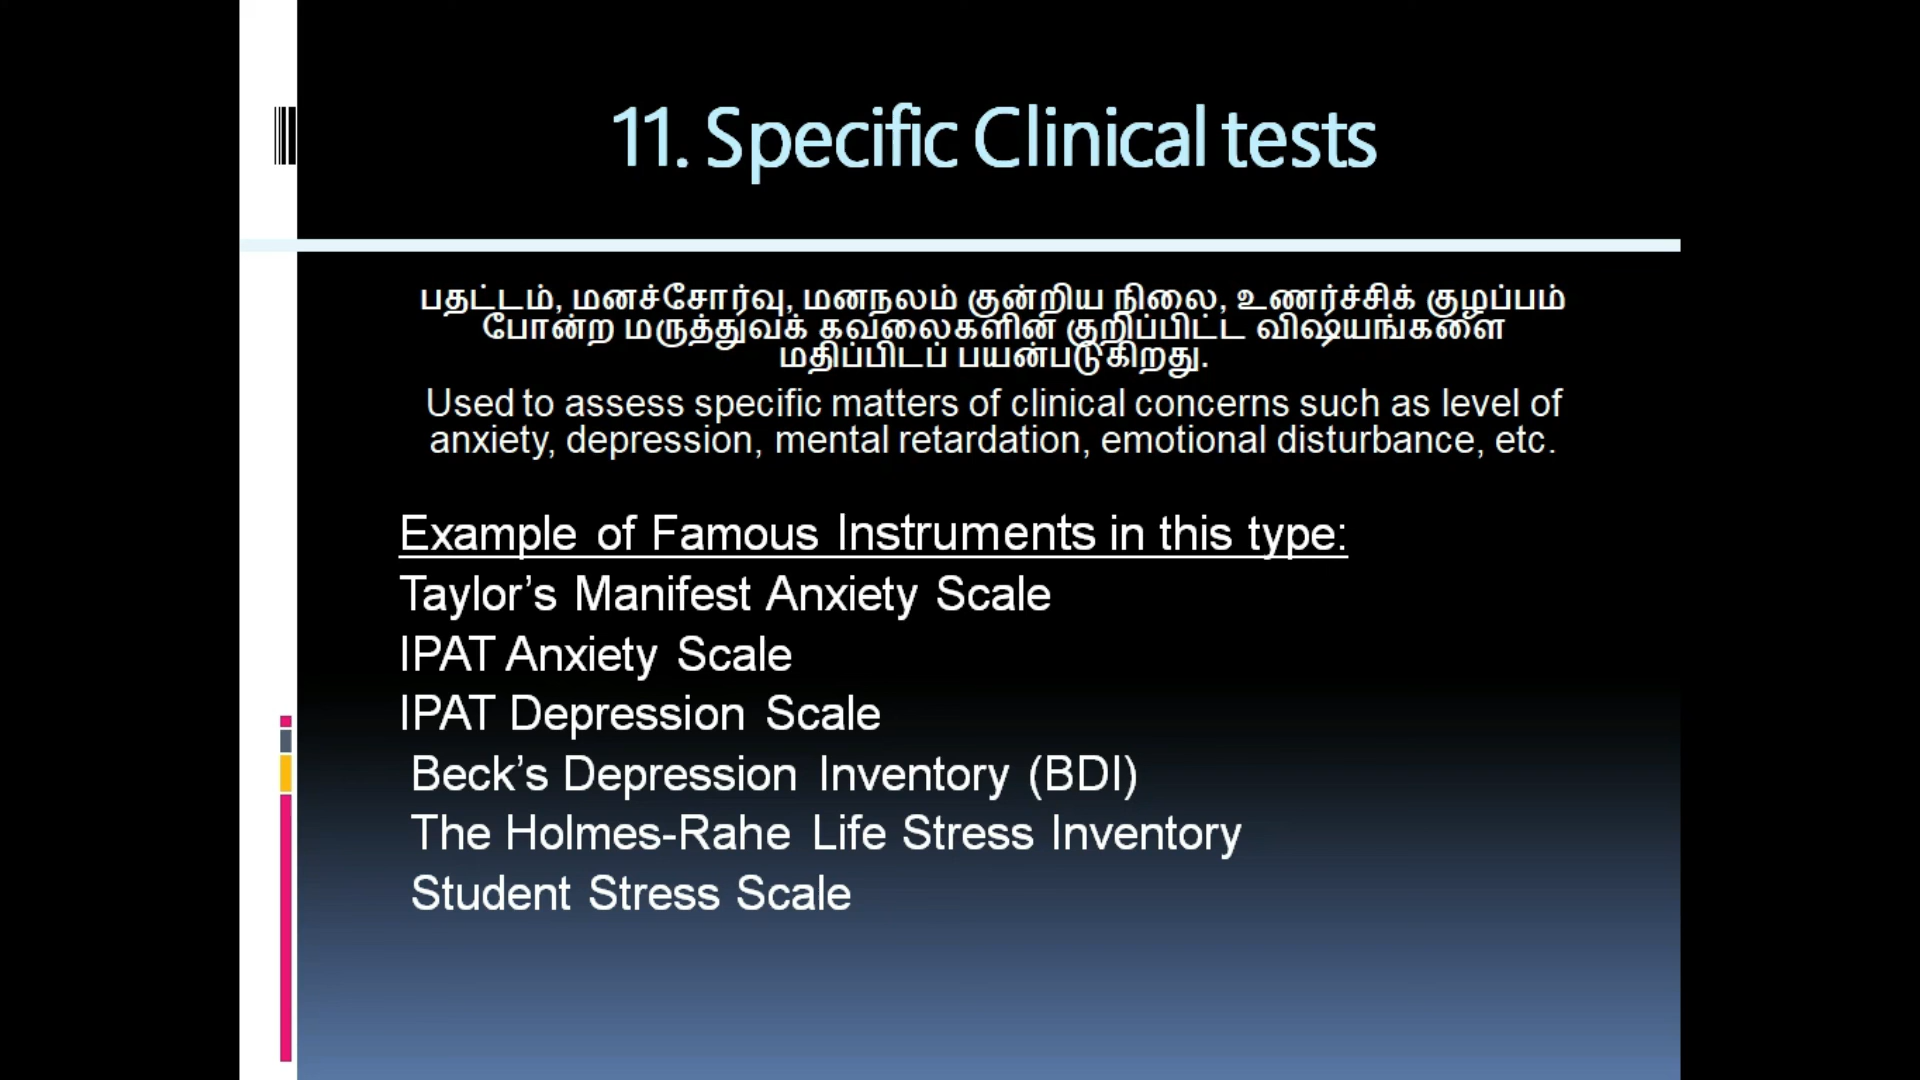 11. Specific Clinical tests
பதட்டம், மனச்சோர்வு, மனநலம் குன்றிய நிலை, உணர்ச்சிக் குழப்பம்
போன்ற மருத்துவக் கவலைகளின் குறிப்பிட்ட விஷயங்களை
மதிப்பிடப் பயன்படுகிறது.
Used to assess specific matters of clinical concerns such as level of
anxiety, depression, mental retardation, emotional disturbance, etc.
Example of Famous Instruments in this type:
Taylor’s Manifest Anxiety Scale
IPAT Anxiety Scale
IPAT Depression Scale
Beck’s Depression Inventory (BDI)
The Holmes-Rahe Life Stress Inventory
Student Stress Scale